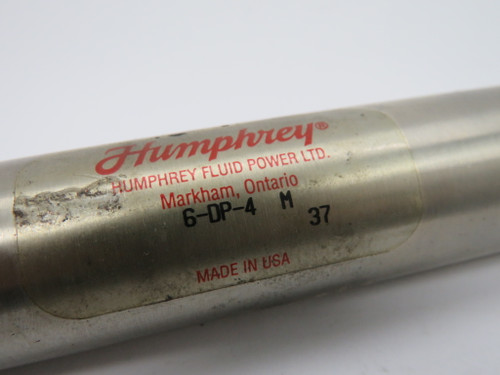 Humphrey®
HUMPHREY FLUID POWER LTD.
Markham, Ontario
6-DP-4 M
37
MADE IN USA